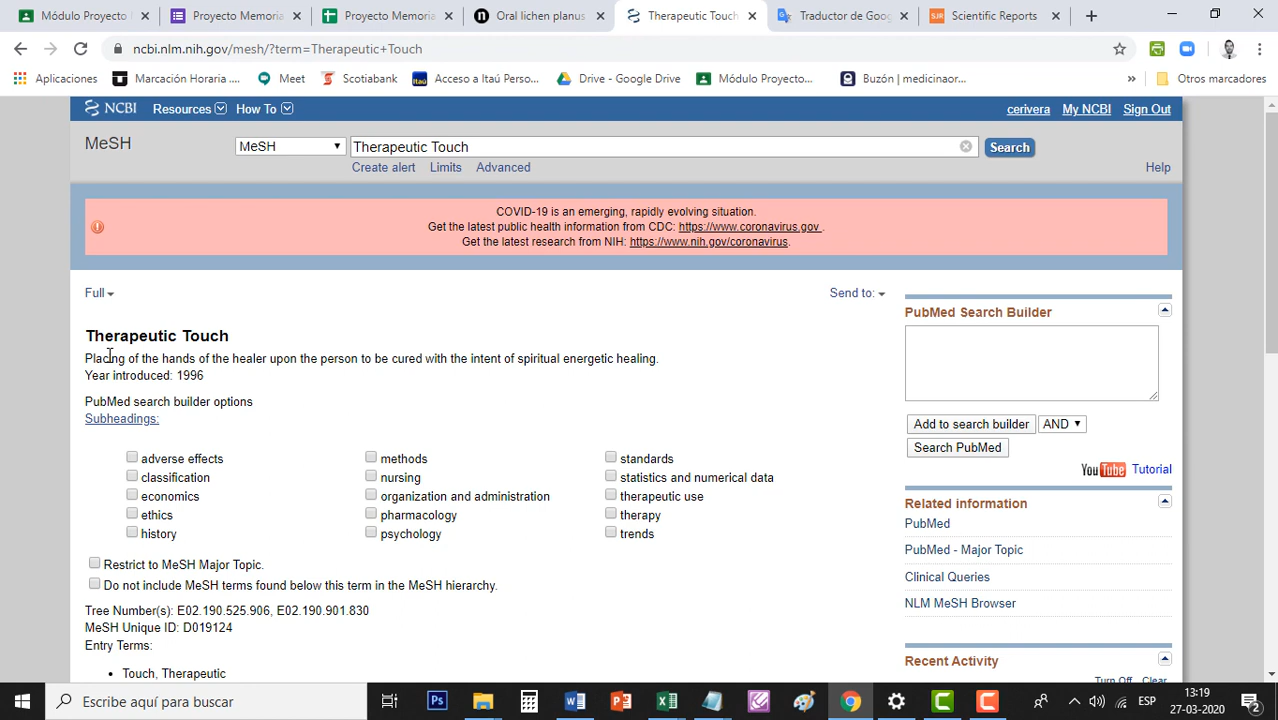 Módulo Proyecto
Proyecto Memoria
Proyecto Memoria
Oral lichen planus
Therapeutic Touch
Traductor de Goog
Scientific Reports
ncbi.nlm.nih.gov/mesh/?term=Therapeutic+Touch
Aplicaciones
Marcación Horaria ....
Meet
Scotiabank
Acceso a Itaú Perso...
Drive - Google Drive
Módulo Proyecto...
Buzón | medicinaor...
»
Otros marcadores
NCBI Resources How To
cerivera My NCBI Sign Out
MeSH
MeSH
Therapeutic Touch
Search
Create alert Limits Advanced
Help
COVID-19 is an emerging, rapidly evolving situation.
Get the latest public health information from CDC: https://www.coronavirus.gov .
Get the latest research from NIH: https://www.nih.gov/coronavirus.
Full
Send to:
Therapeutic Touch
Placing of the hands of the healer upon the person to be cured with the intent of spiritual energetic healing.
Year introduced: 1996
PubMed search builder options
Subheadings:
adverse effects
classification
economics
ethics
history
methods
nursing
organization and administration
pharmacology
psychology
standards
statistics and numerical data
therapeutic use
therapy
trends
Restrict to MeSH Major Topic.
Do not include MeSH terms found below this term in the MeSH hierarchy.
Tree Number(s): E02.190.525.906, E02.190.901.830
MeSH Unique ID: D019124
Entry Terms:
• Touch, Therapeutic
PubMed Search Builder
Add to search builder AND
Search PubMed
YouTube Tutorial
Related information
PubMed
PubMed - Major Topic
Clinical Queries
NLM MeSH Browser
Recent Activity
Turn Off Clear
Escribe aquí para buscar
ESP
13:19
27-03-2020
2